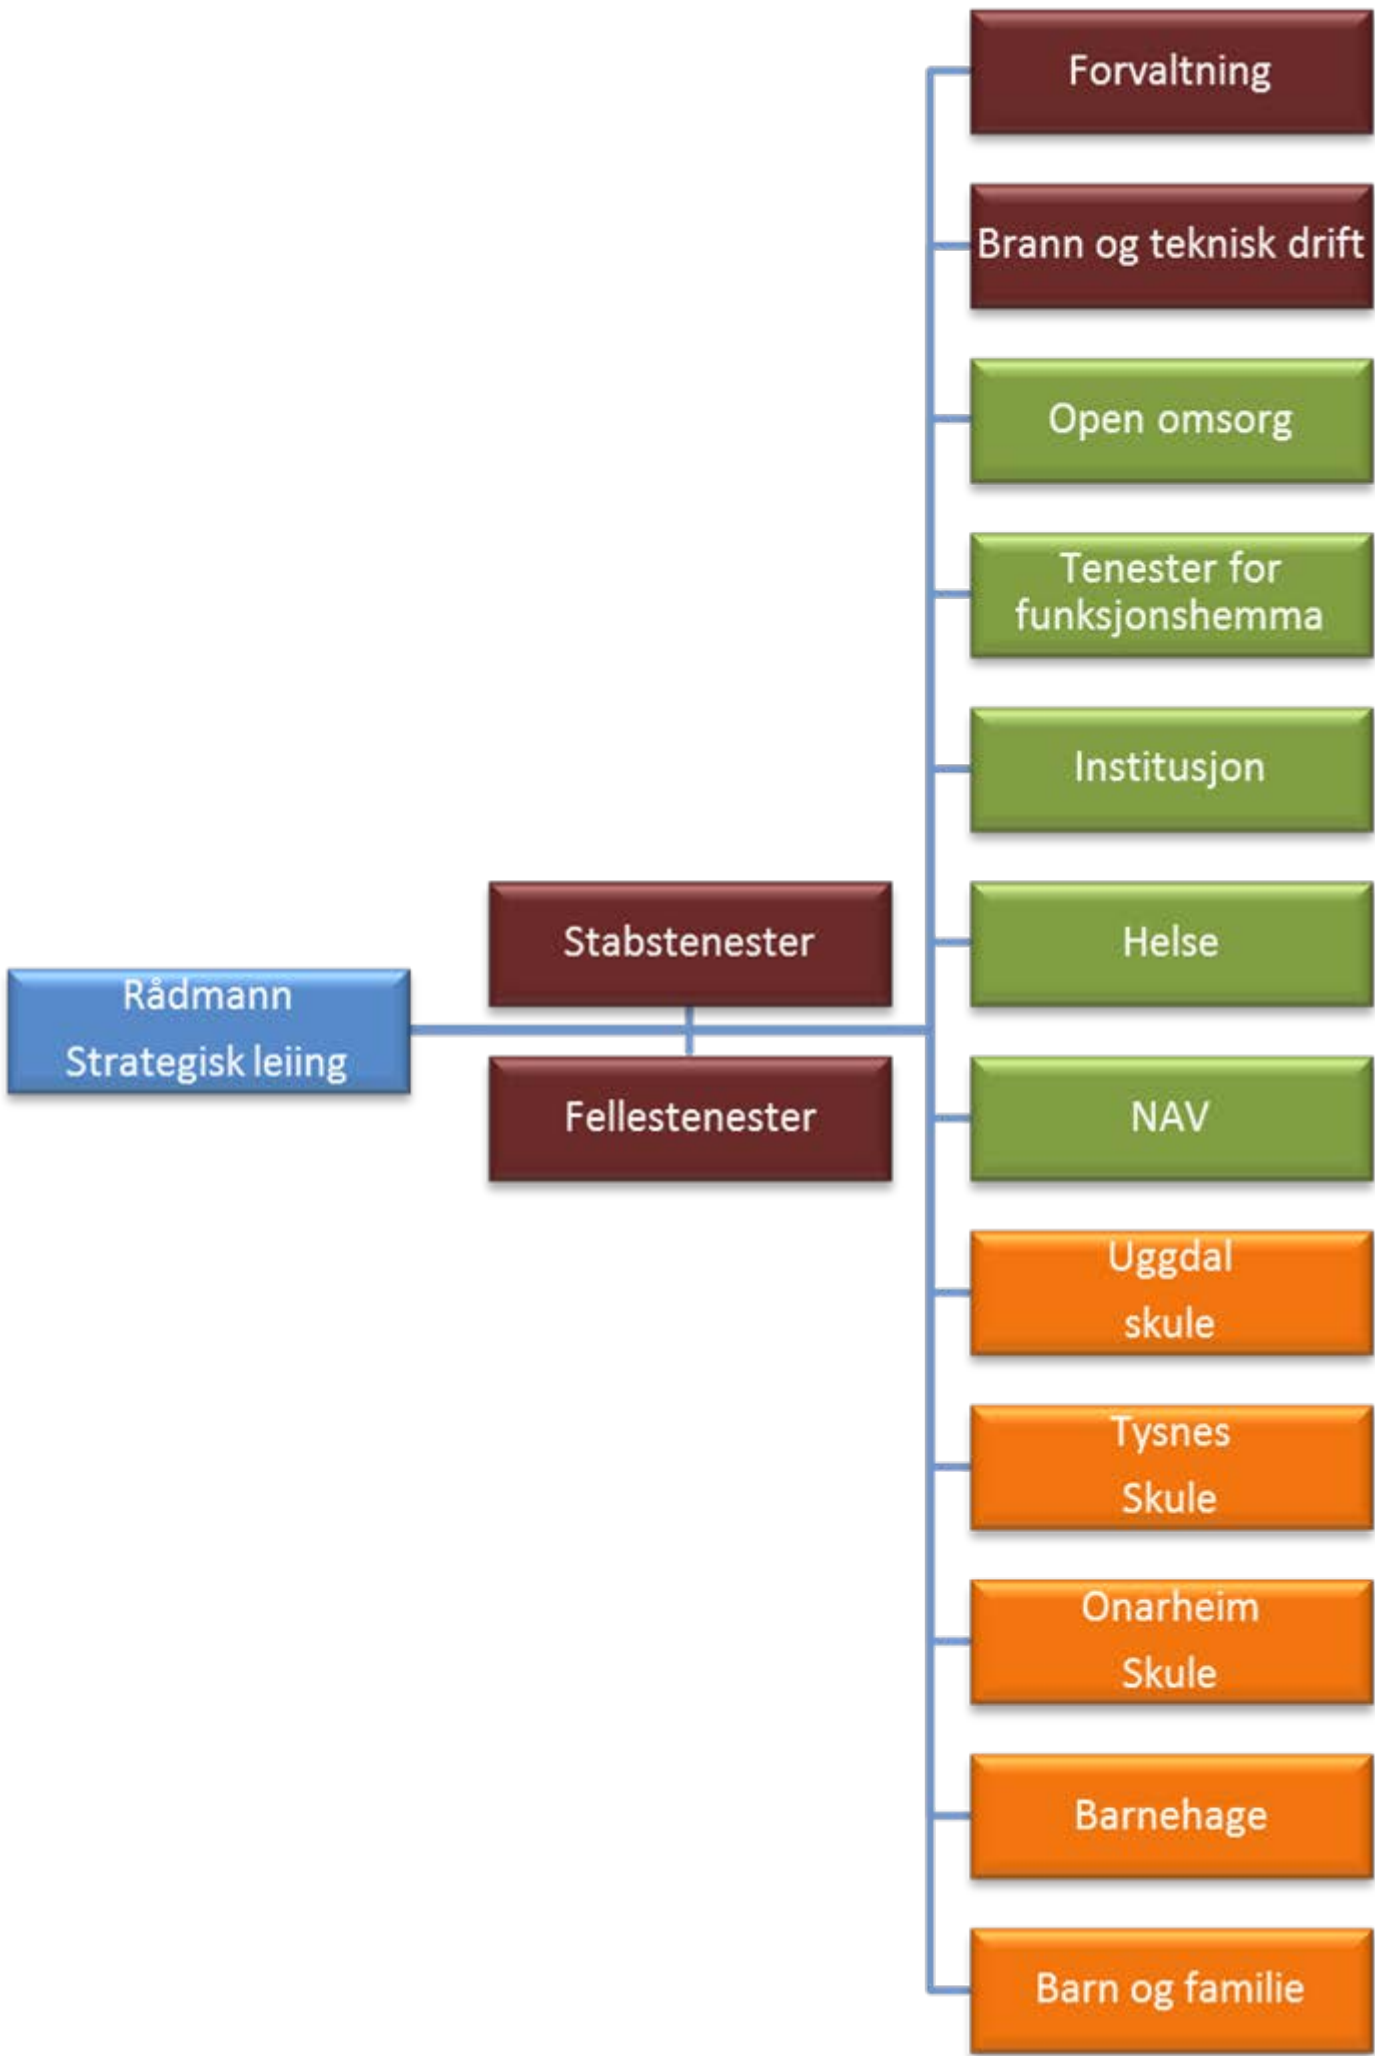 Forvaltning
Brann og teknisk drift
Open omsorg
Tenester for
funksjonshemma
Institusjon
Stabstenester
Helse
Rådmann
Strategisk leiing
Fellestenester
NAV
Uggdal
skule
Tysnes
Skule
Onarheim
Skule
Barnehage
Barn og familie